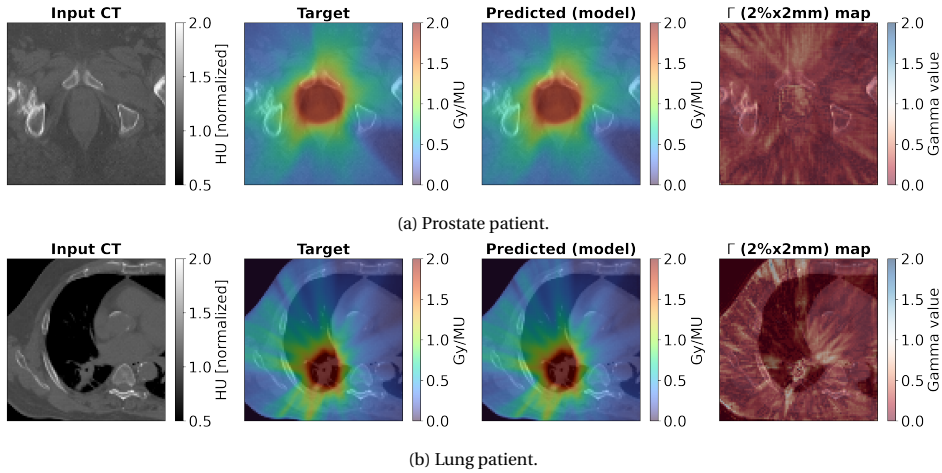 Input CT
Target
Predicted (model)
Γ (2%x2mm) map
2.0
1.5
1.0
0.5
HU [normalized]
2.0
1.5
1.0
0.5
0.0
Gy/MU
2.0
1.5
1.0
0.5
0.0
Gy/MU
2.0
1.5
1.0
0.5
0.0
Gamma value
(a) Prostate patient.
Input CT
Target
Predicted (model)
Γ (2%x2mm) map
2.0
1.5
1.0
0.5
HU [normalized]
2.0
1.5
1.0
0.5
0.0
Gy/MU
2.0
1.5
1.0
0.5
0.0
Gy/MU
2.0
1.5
1.0
0.5
0.0
Gamma value
(b) Lung patient.